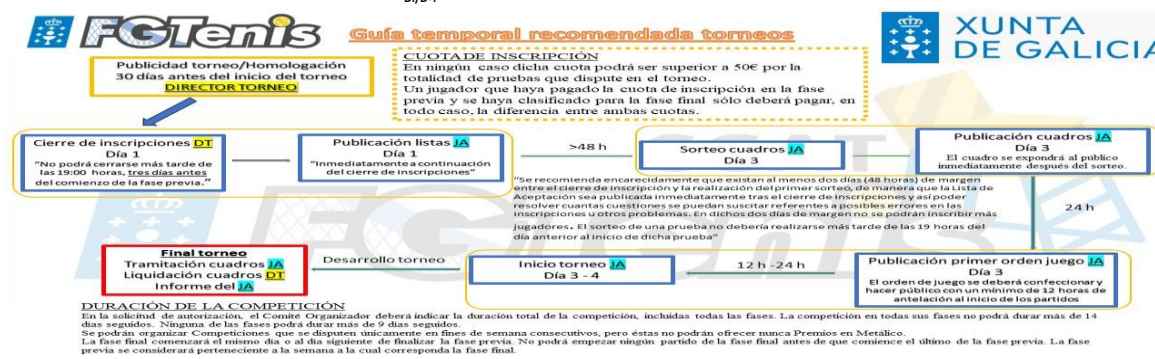 FGTenis
Guía temporal recomendada torneos
XUNTA
DE GALICIA
Publicidad torneo/Homologación
30 días antes del inicio del torneo
DIRECTOR TORNEO
CUOTA DE INSCRIPCIÓN
En ningún caso dicha cuota podrá ser superior a 50€ por la
totalidad de pruebas que dispute en el torneo.
Un jugador que haya pagado la cuota de inscripción en la fase
previa y se haya clasificado para la fase final sólo deberá pagar, en
todo caso, la diferencia entre ambas cuotas.
Cierre de inscripciones DT
Día 1
“No podrá cerrarse más tarde de
las 19:00 horas, tres días antes
del comienzo de la fase previa.”
Publicación listas JA
Día 1
“Inmediatamente a continuación
del cierre de inscripciones”
>48 h
Sorteo cuadros JA
Día 3
Publicación cuadros JA
Día 3
El cuadro se expondrá al público
inmediatamente después del sorteo.
“Se recomienda encarecidamente que existan al menos dos días (48 horas) de margen
entre el cierre de inscripción y la realización del primer sorteo, de manera que la Lista de
Aceptación sea publicada inmediatamente tras el cierre de inscripciones y así poder
resolver cuantas cuestiones se puedan suscitar referentes a posibles errores en las
inscripciones u otros problemas. En dichos dos días de margen no se podrán inscribir más
jugadores. El sorteo de una prueba no debería realizarse más tarde de las 19 horas del
día anterior al inicio de dicha prueba”
24 h
Final torneo
Tramitación cuadros JA
Liquidación cuadros DT
Informe del JA
Desarrollo torneo
Inicio torneo JA
Día 3 - 4
12 h -24 h
Publicación primer orden juego JA
Día 3
El orden de juego se deberá confeccionar y
hacer público con un mínimo de 12 horas de
antelación al inicio de los partidos
DURACIÓN DE LA COMPETICIÓN
En la solicitud de autorización, el Comité Organizador deberá indicar la duración total de la competición, incluidas todas las fases. La competición en todas sus fases no podrá durar más de 14
días seguidos. Ninguna de las fases podrá durar más de 9 días seguidos.
Se podrán organizar Competiciones que se disputen únicamente en fines de semana consecutivos, pero éstas no podrán ofrecer nunca Premios en Metálico.
La fase final comenzará el mismo día o al día siguiente de finalizar la fase previa. No podrá empezar ningún partido de la fase final antes de que comience el último de la fase previa. La fase
previa se considerará perteneciente a la semana a la cual corresponda la fase final.